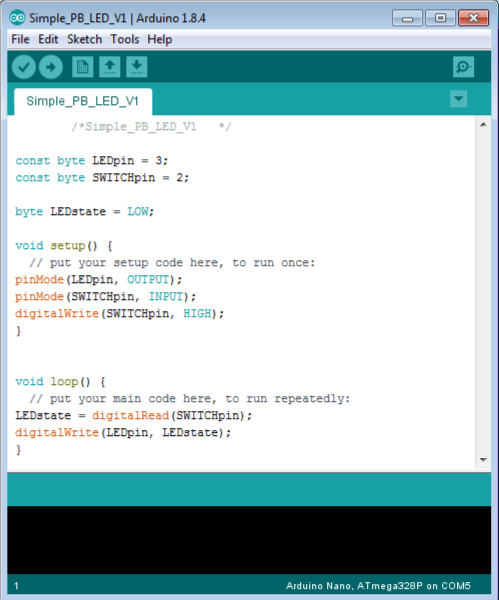 Simple_PB_LED_V1 | Arduino 1.8.4
File Edit Sketch Tools Help
Simple_PB_LED_V1
/*Simple_PB_LED_V1   */
const byte LEDpin = 3;
const byte SWITCHpin = 2;
byte LEDstate = LOW;
void setup() {
// put your setup code here, to run once:
pinMode(LEDpin, OUTPUT);
pinMode(SWITCHpin, INPUT);
digitalWrite(SWITCHpin, HIGH);
}
void loop() {
// put your main code here, to run repeatedly:
LEDstate = digitalRead(SWITCHpin);
digitalWrite(LEDpin, LEDstate);
}
1 Arduino Nano, ATmega328P on COM5